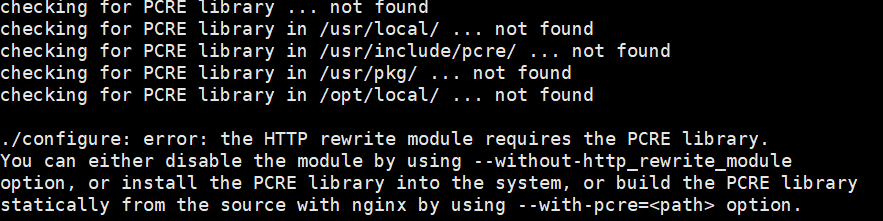 checking for PCRE library ... not found
checking for PCRE library in /usr/local/ ... not found
checking for PCRE library in /usr/include/pcre/ ... not found
checking for PCRE library in /usr/pkg/ ... not found
checking for PCRE library in /opt/local/ ... not found
./configure: error: the HTTP rewrite module requires the PCRE library.
You can either disable the module by using --without-http_rewrite_module
option, or install the PCRE library into the system, or build the PCRE library
statically from the source with nginx by using --with-pcre=<path> option.